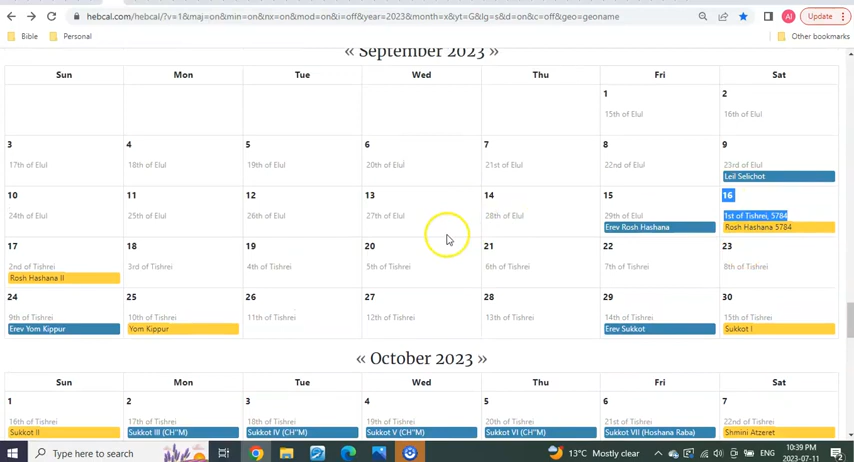 hebcal.com/hebcal/?v=1&maj=on&min=on&nx=on&mod=on&i=off&year=2023&month=x&yt=G&lg=s&d=on&c=off&geo=geoname
AI
Update
Bible
Personal
Other bookmarks
« September 2023 »
Sun Mon Tue Wed Thu Fri Sat
1 2
15th of Elul 16th of Elul
3 4 5 6 7 8 9
17th of Elul 18th of Elul 19th of Elul 20th of Elul 21st of Elul 22nd of Elul 23rd of Elul
Leil Selichot
10 11 12 13 14 15 16
24th of Elul 25th of Elul 26th of Elul 27th of Elul 28th of Elul 29th of Elul 1st of Tishrei, 5784
Erev Rosh Hashana Rosh Hashana 5784
17 18 19 20 21 22 23
2nd of Tishrei 3rd of Tishrei 4th of Tishrei 5th of Tishrei 6th of Tishrei 7th of Tishrei 8th of Tishrei
Rosh Hashana II
24 25 26 27 28 29 30
9th of Tishrei 10th of Tishrei 11th of Tishrei 12th of Tishrei 13th of Tishrei 14th of Tishrei 15th of Tishrei
Erev Yom Kippur Yom Kippur Erev Sukkot Sukkot I
« October 2023 »
Sun Mon Tue Wed Thu Fri Sat
1 2 3 4 5 6 7
16th of Tishrei 17th of Tishrei 18th of Tishrei 19th of Tishrei 20th of Tishrei 21st of Tishrei 22nd of Tishrei
Sukkot II Sukkot III (CH''M) Sukkot IV (CH''M) Sukkot V (CH''M) Sukkot VI (CH''M) Sukkot VII (Hoshana Raba) Shmini Atzeret
Type here to search
13°C Mostly clear
ENG
10:39 PM
2023-07-11
2